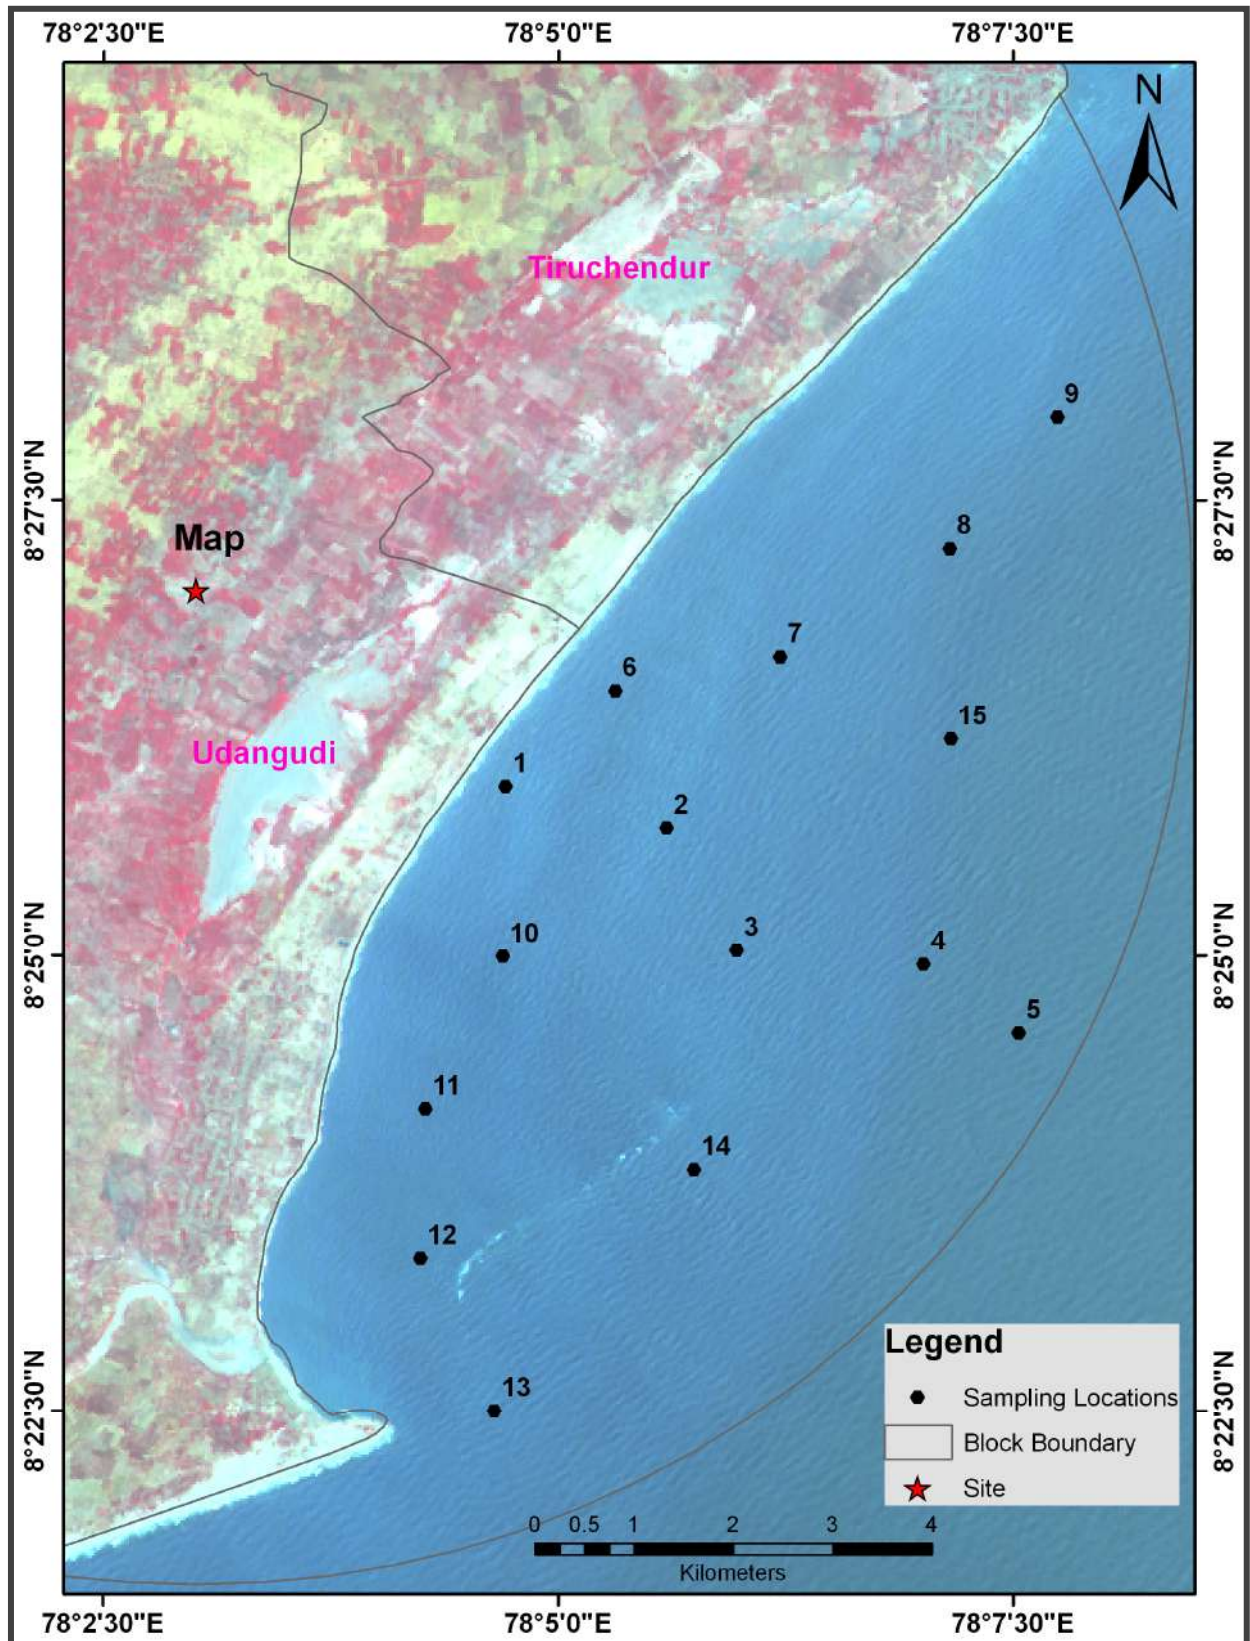 78°2'30"E 78°5'0"E 78°7'30"E
N
Tiruchendur
9
8°27'30"N 8°27'30"N
Map
8
7
6
15
Udangudi
1
2
10
3
4
8°25'0"N 8°25'0"N
5
11
14
12
Legend
13
Sampling Locations
8°22'30"N 8°22'30"N
Block Boundary
Site
0 0.5 1 2 3 4
Kilometers
78°2'30"E 78°5'0"E 78°7'30"E